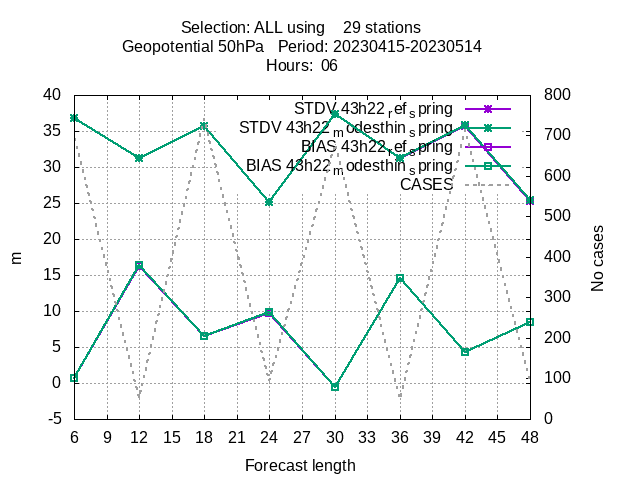 Selection: ALL using    29 stations
Geopotential 50hPa   Period: 20230415-20230514
Hours:  06
40
35
30
25
20
15
10
5
0
-5
m
STDV 43h22_ref_spring
STDV 43h22_modesthin_spring
BIAS 43h22_ref_spring
BIAS 43h22_modesthin_spring
CASES
800
700
600
500
400
300
200
100
0
No cases
6 9 12 15 18 21 24 27 30 33 36 39 42 45 48
Forecast length